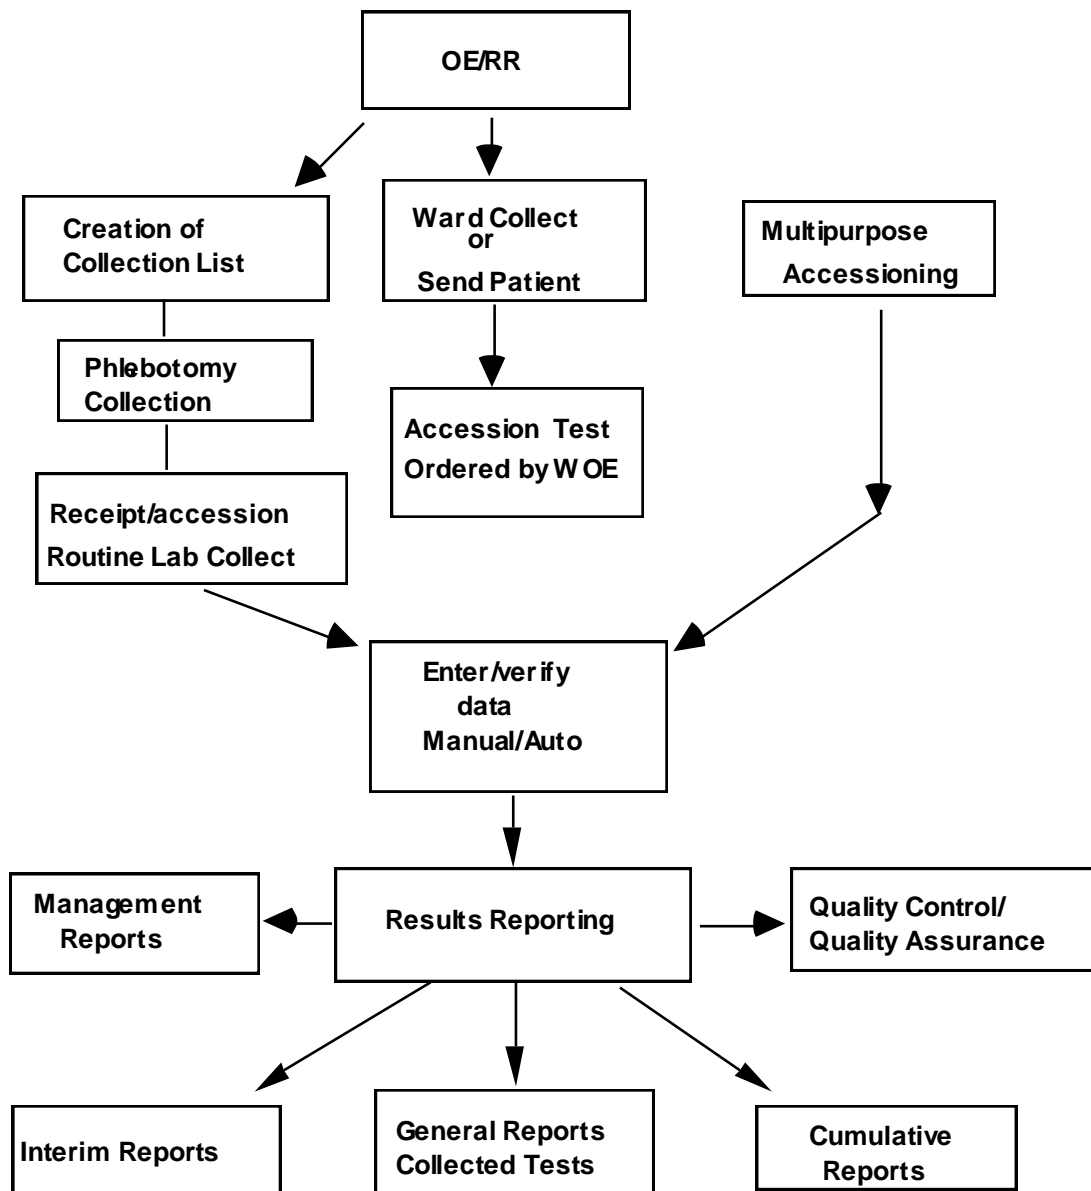 OE/RR
Creation of
Collection List
Ward Collect
or
Send Patient
Multipurpose
Accessioning
Phlebotomy
Collection
Accession Test
Ordered by WOE
Receipt/accession
Routine Lab Collect
Enter/verify
data
Manual/Auto
Management
Reports
Results Reporting
Quality Control/
Quality Assurance
Interim Reports
General Reports
Collected Tests
Cumulative
Reports